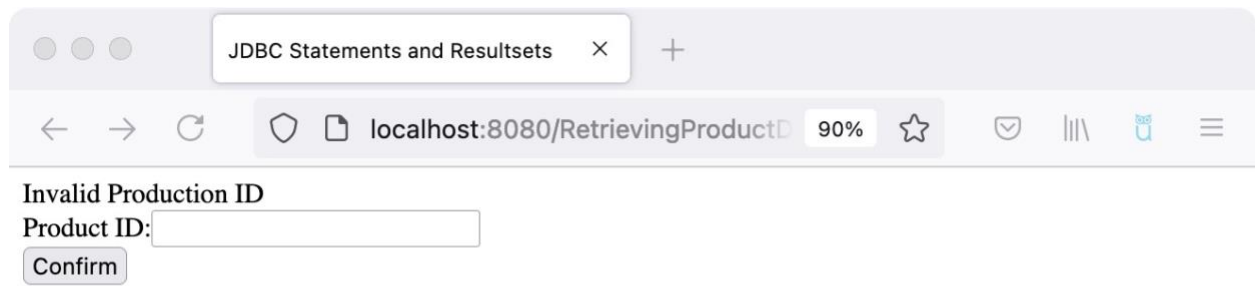 JDBC Statements and Resultsets
localhost:8080/RetrievingProductD 90%
Invalid Production ID
Product ID:
Confirm